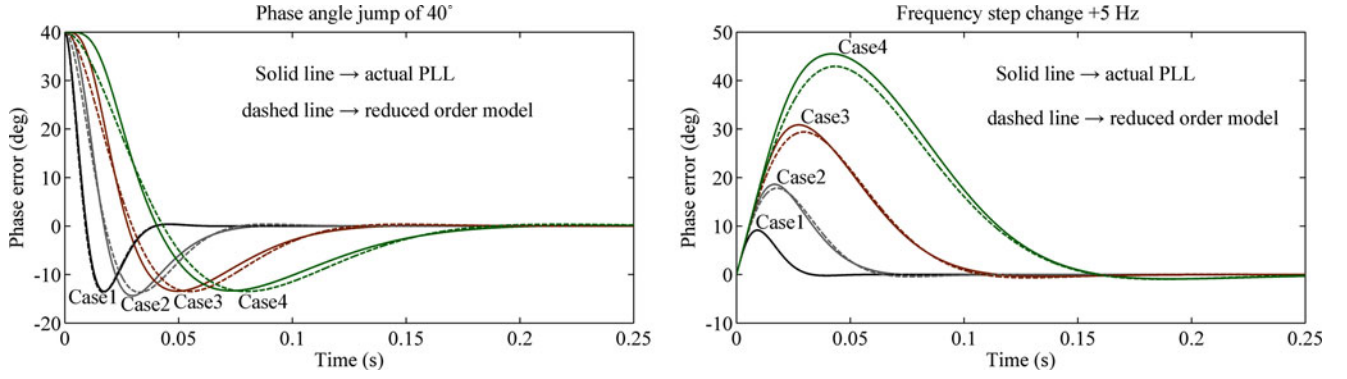 Phase angle jump of 40°
Phase error (deg)
40
30
20
10
0
-10
-20
Solid line → actual PLL
dashed line → reduced order model
Case1
Case2
Case3
Case4
0
0.05
0.1
0.15
0.2
0.25
Time (s)
Frequency step change +5 Hz
Phase error (deg)
50
40
30
20
10
0
-10
Case4
Solid line → actual PLL
dashed line → reduced order model
Case3
Case2
Case1
0
0.05
0.1
0.15
0.2
0.25
Time (s)